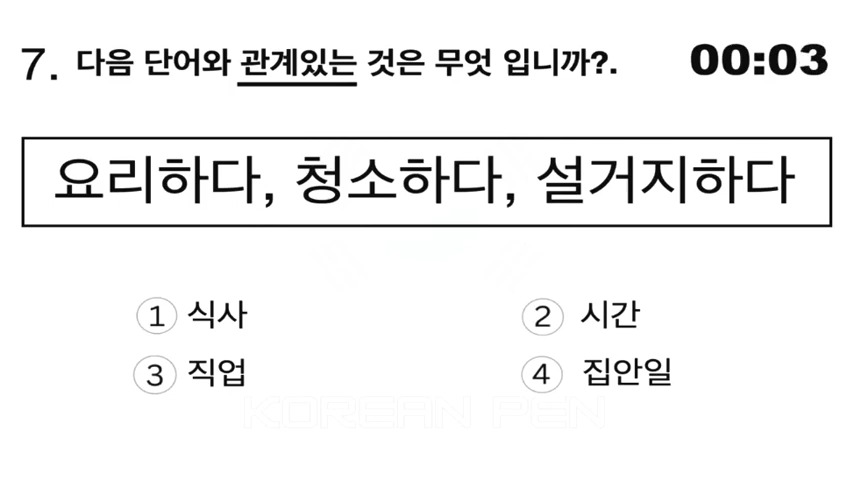 7. 다음 단어와 관계있는 것은 무엇 입니까?. 00:03
요리하다, 청소하다, 설거지하다
① 식사 ② 시간
③ 직업 ④ 집안일
KOREAN PEN